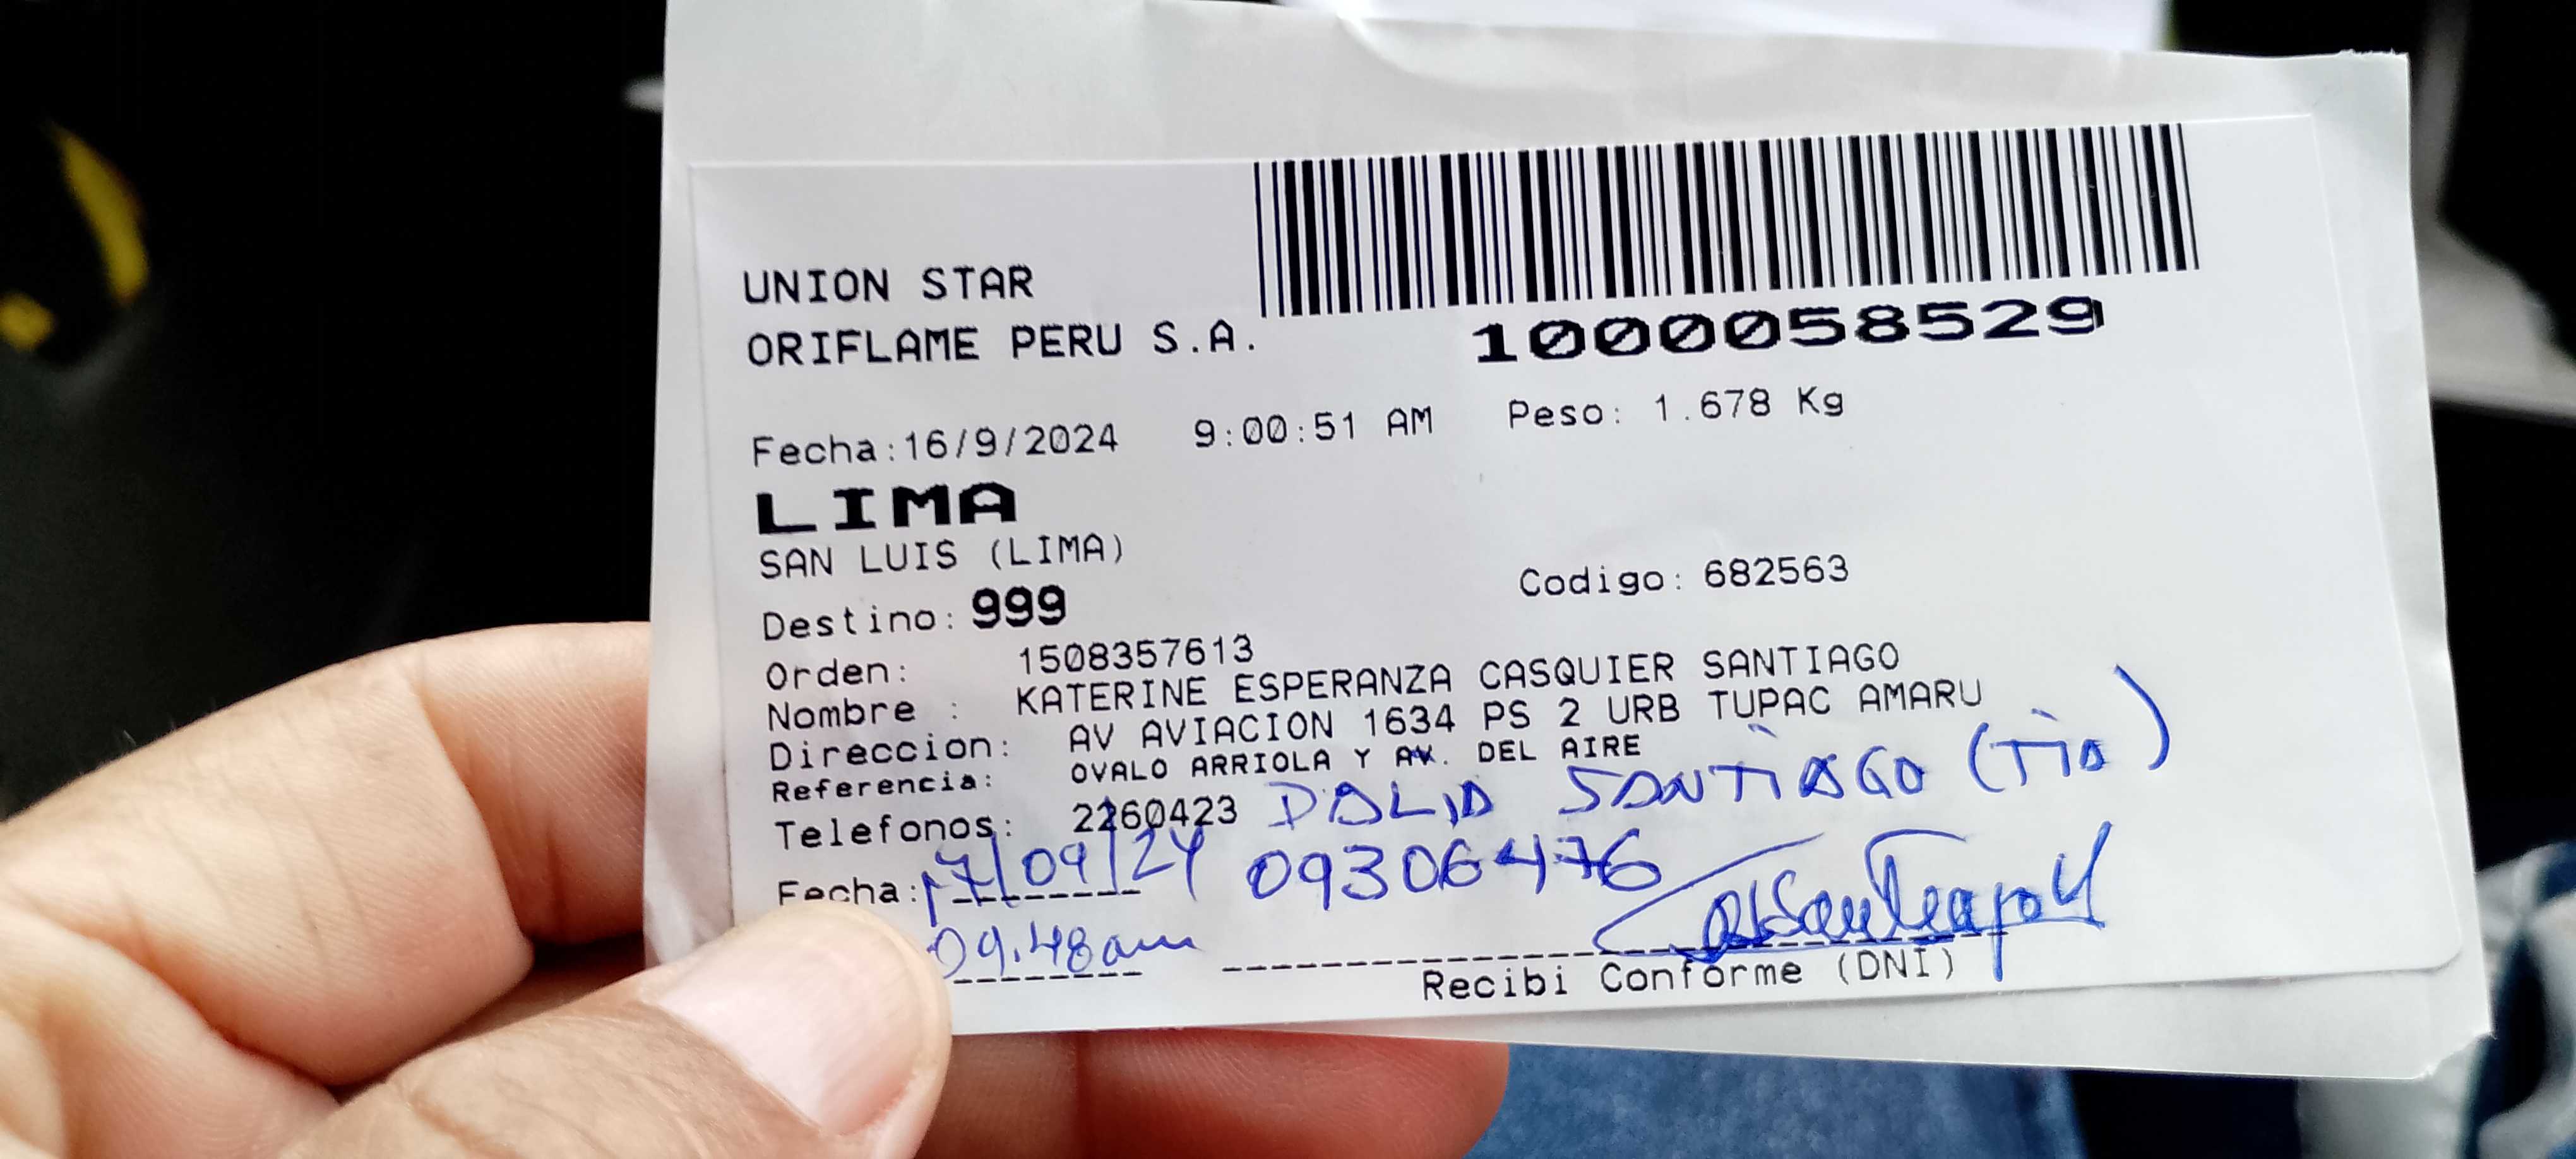 UNION STAR
ORIFLAME PERU S.A.
1000058529
Fecha:16/9/2024 9:00:51 AM Peso: 1.678 Kg
LIMA
SAN LUIS (LIMA)
Destino: 999 Codigo: 682563
Orden: 1508357613
Nombre : KATERINE ESPERANZA CASQUIER SANTIAGO
Direccion: AV AVIACION 1634 PS 2 URB TUPAC AMARU
Referencia: OVALO ARRIOLA Y AV. DEL AIRE
Telefonos: 2260423 DALID SANTIAGO (TIO)
Fecha: 17/09/24 09306476
09:48am
Recibi Conforme (DNI)